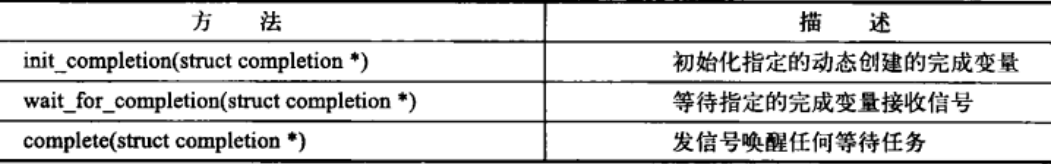 方 法 描 述
init_completion(struct completion *) 初始化指定的动态创建的完成变量
wait_for_completion(struct completion *) 等待指定的完成变量接收信号
complete(struct completion *) 发信号唤醒任何等待任务